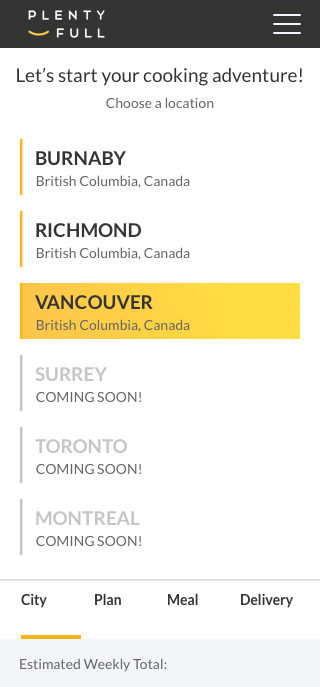 PLENTY
FULL
Let's start your cooking adventure!
Choose a location
BURNABY
British Columbia, Canada
RICHMOND
British Columbia, Canada
VANCOUVER
British Columbia, Canada
SURREY
COMING SOON!
TORONTO
COMING SOON!
MONTREAL
COMING SOON!
City Plan Meal Delivery
Estimated Weekly Total: